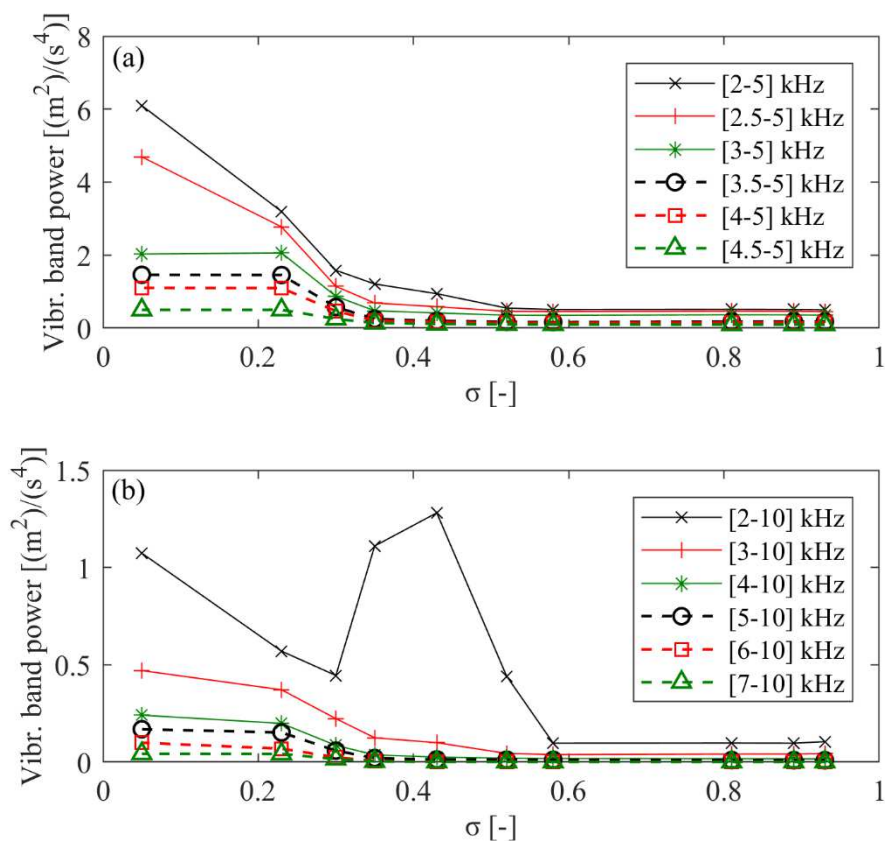 (a)
Vibr. band power [(m²)/(s⁴)]
8
6
4
2
0
[2-5] kHz
[2.5-5] kHz
[3-5] kHz
[3.5-5] kHz
[4-5] kHz
[4.5-5] kHz
0 0.2 0.4 0.6 0.8 1
σ [-]
(b)
Vibr. band power [(m²)/(s⁴)]
1.5
1
0.5
0
[2-10] kHz
[3-10] kHz
[4-10] kHz
[5-10] kHz
[6-10] kHz
[7-10] kHz
0 0.2 0.4 0.6 0.8 1
σ [-]